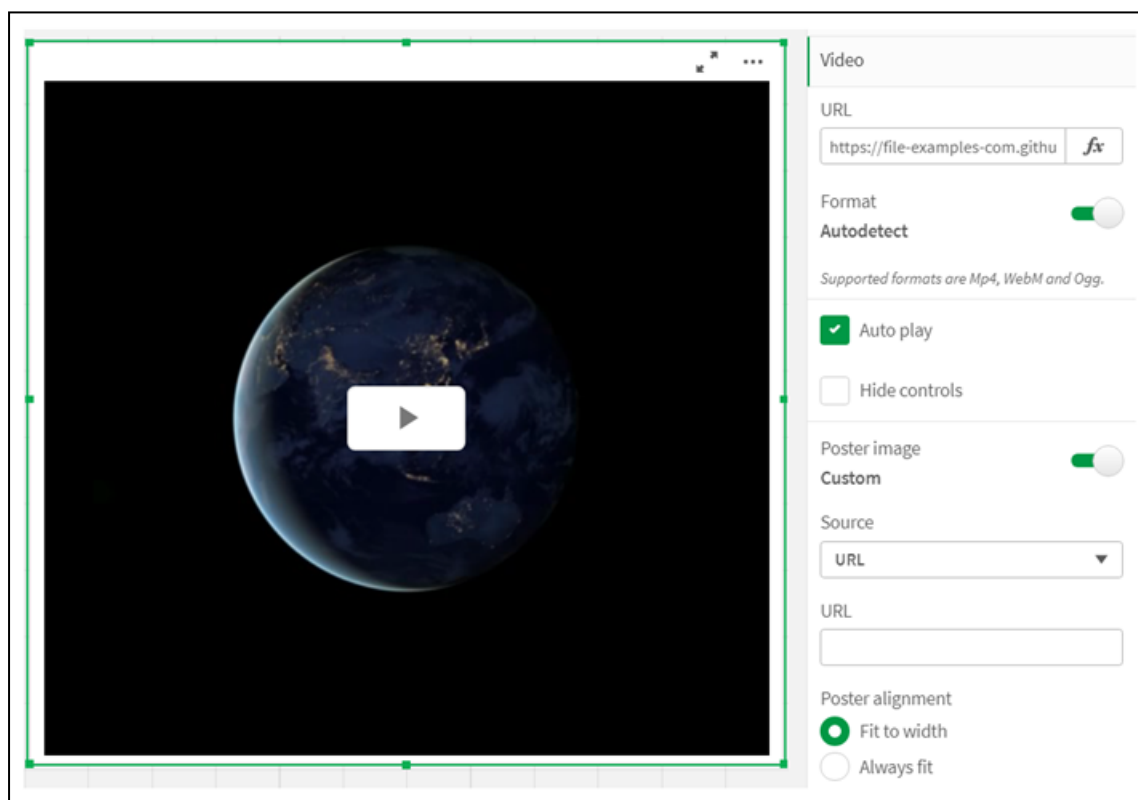 Video
URL
https://file-examples-com.githu
fx
Format
Autodetect
Supported formats are Mp4, WebM and Ogg.
Auto play
Hide controls
Poster image
Custom
Source
URL
URL
Poster alignment
Fit to width
Always fit